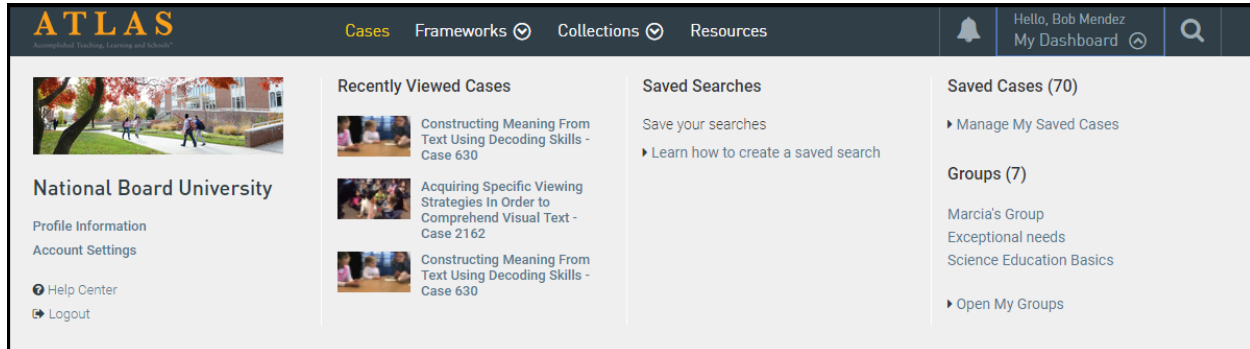 ATLAS
Accomplished Teaching, Learning and Schools™
Cases
Frameworks
Collections
Resources
Hello, Bob Mendez
My Dashboard
National Board University
Profile Information
Account Settings
Help Center
Logout
Recently Viewed Cases
Constructing Meaning From
Text Using Decoding Skills -
Case 630
Acquiring Specific Viewing
Strategies In Order to
Comprehend Visual Text -
Case 2162
Constructing Meaning From
Text Using Decoding Skills -
Case 630
Saved Searches
Save your searches
Learn how to create a saved search
Saved Cases (70)
Manage My Saved Cases
Groups (7)
Marcia's Group
Exceptional needs
Science Education Basics
Open My Groups